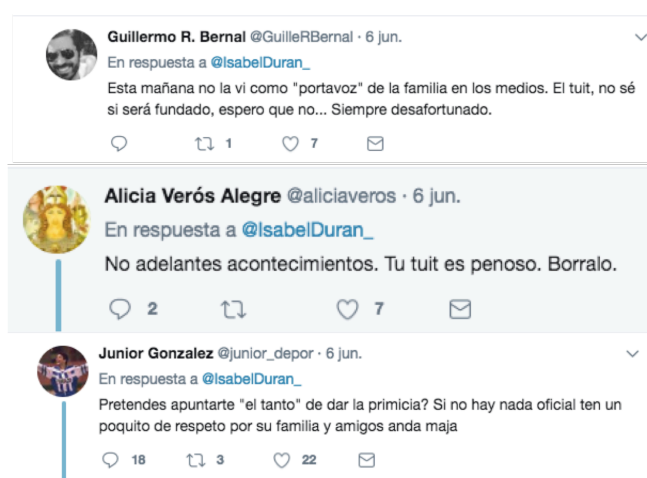 Guillermo R. Bernal @GuilleRBernal · 6 jun.
En respuesta a @IsabelDuran_
Esta mañana no la vi como "portavoz" de la familia en los medios. El tuit, no sé
si será fundado, espero que no... Siempre desafortunado.
1 7
Alicia Verós Alegre @aliciaveros · 6 jun.
En respuesta a @IsabelDuran_
No adelantes acontecimientos. Tu tuit es penoso. Borralo.
2 7
Junior Gonzalez @junior_depor · 6 jun.
En respuesta a @IsabelDuran_
Pretendes apuntarte "el tanto" de dar la primicia? Si no hay nada oficial ten un
poquito de respeto por su familia y amigos anda maja
18 3 22